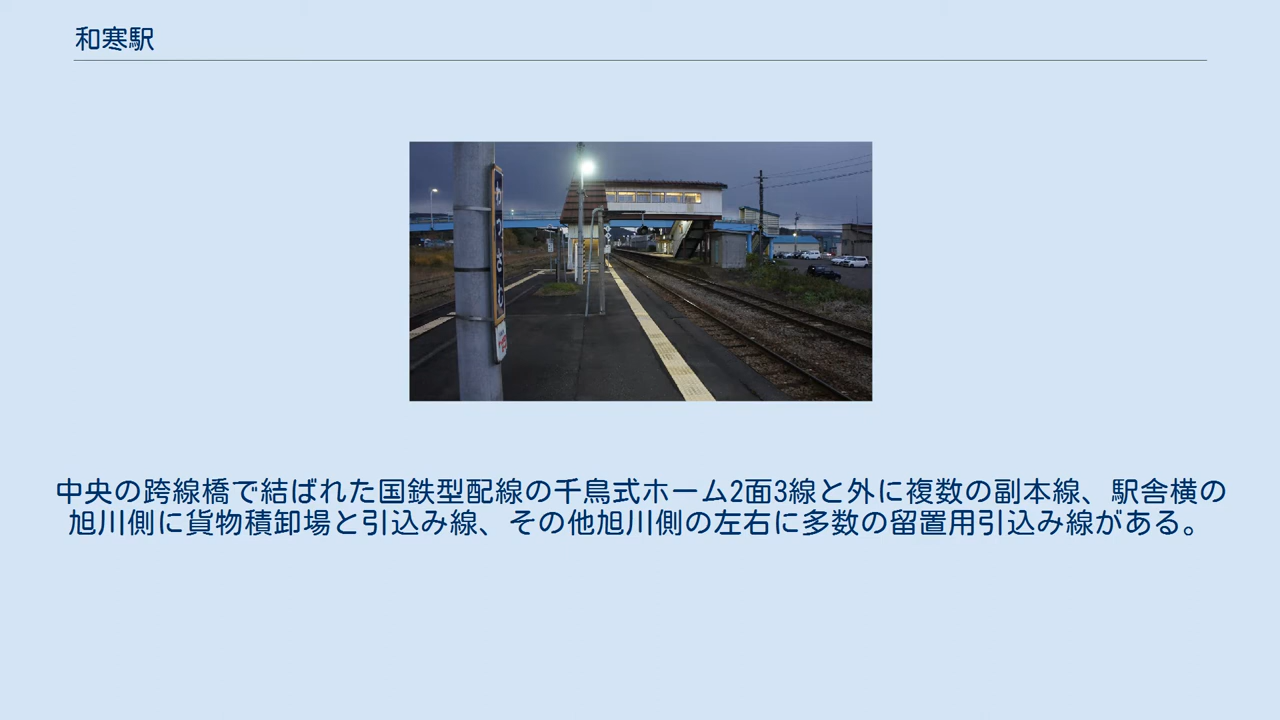 和寒駅
わっさむ
中央の跨線橋で結ばれた国鉄型配線の千鳥式ホーム2面3線と外に複数の副本線、駅舎横の
旭川側に貨物積卸場と引込み線、その他旭川側の左右に多数の留置用引込み線がある。